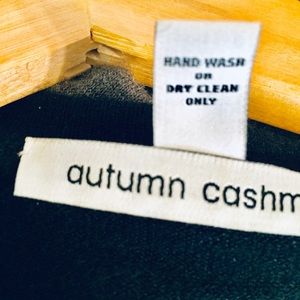 HAND WASH
OR
DRY CLEAN
ONLY
autumn cashm